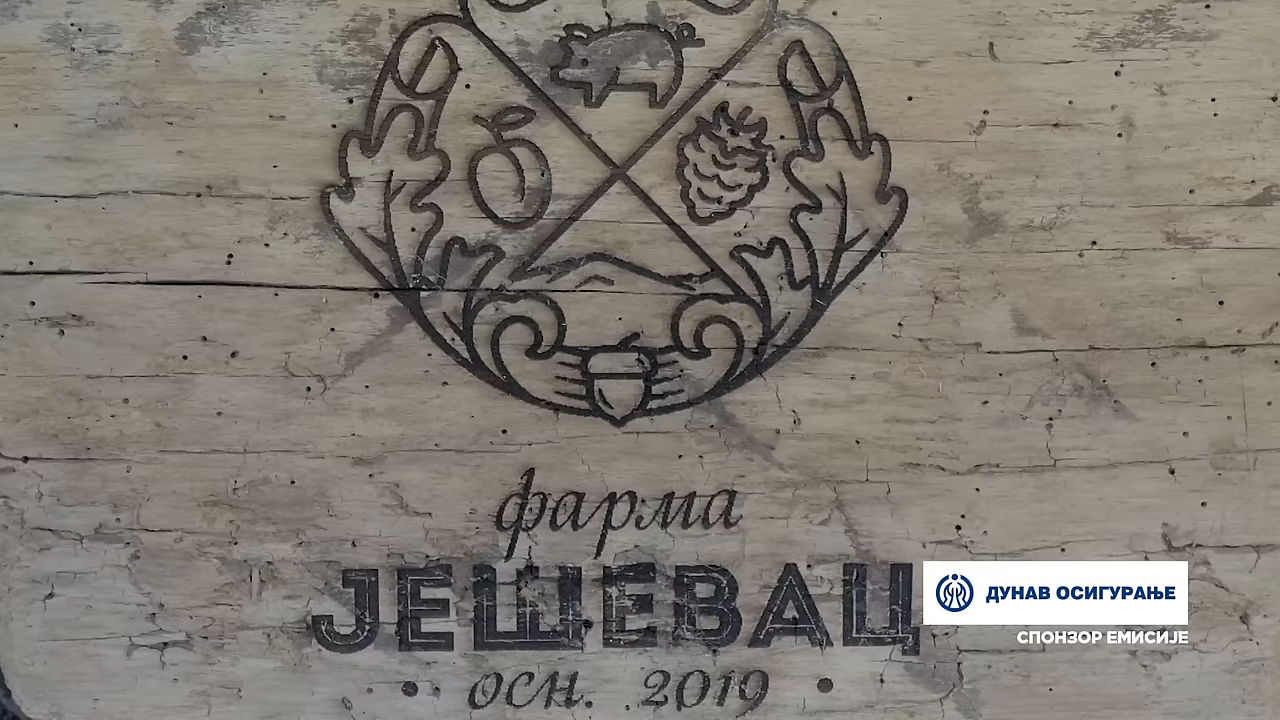 фарма
ЈЕШЕВАЦ
• осн. 2019 •
ДУНАВ ОСИГУРАЊЕ
СПОНЗОР ЕМИСИЈЕ